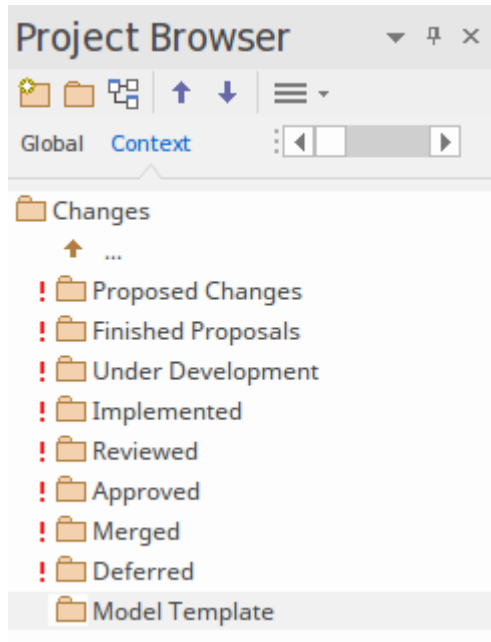 Project Browser
Global Context
Changes
...
! Proposed Changes
! Finished Proposals
! Under Development
! Implemented
! Reviewed
! Approved
! Merged
! Deferred
Model Template